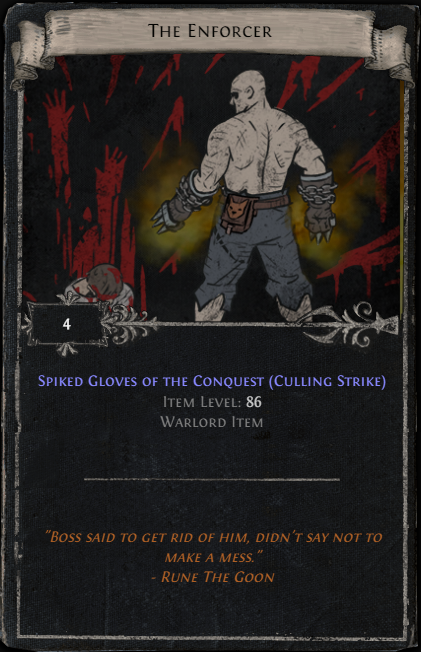 The Enforcer
4
Spiked Gloves of the Conquest (Culling Strike)
Item Level: 86
Warlord Item
"Boss said to get rid of him, didn't say not to
make a mess."
- Rune The Goon